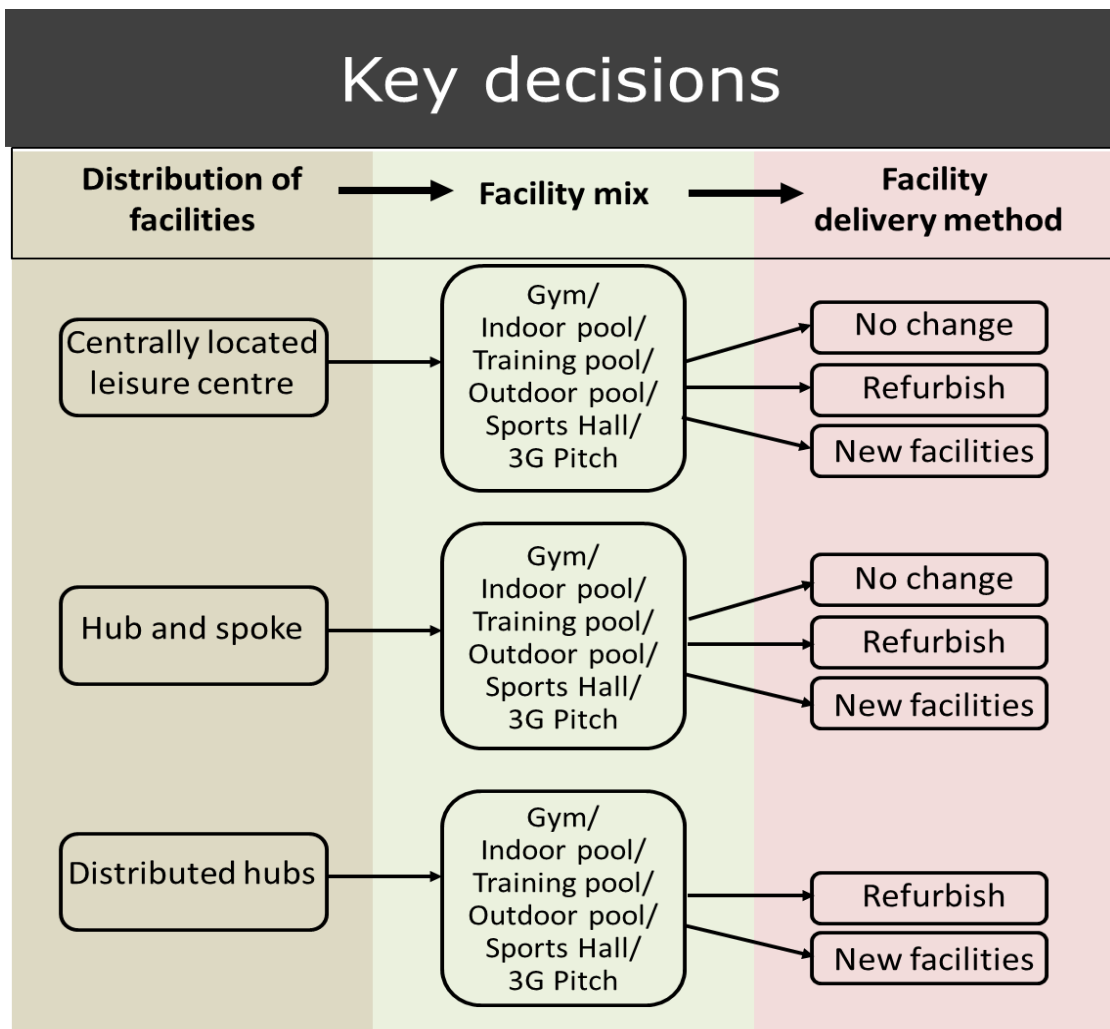 Key decisions
Distribution of
facilities
Facility mix
Facility
delivery method
Centrally located
leisure centre
Gym/
Indoor pool/
Training pool/
Outdoor pool/
Sports Hall/
3G Pitch
No change
Refurbish
New facilities
Hub and spoke
Gym/
Indoor pool/
Training pool/
Outdoor pool/
Sports Hall/
3G Pitch
No change
Refurbish
New facilities
Distributed hubs
Gym/
Indoor pool/
Training pool/
Outdoor pool/
Sports Hall/
3G Pitch
Refurbish
New facilities